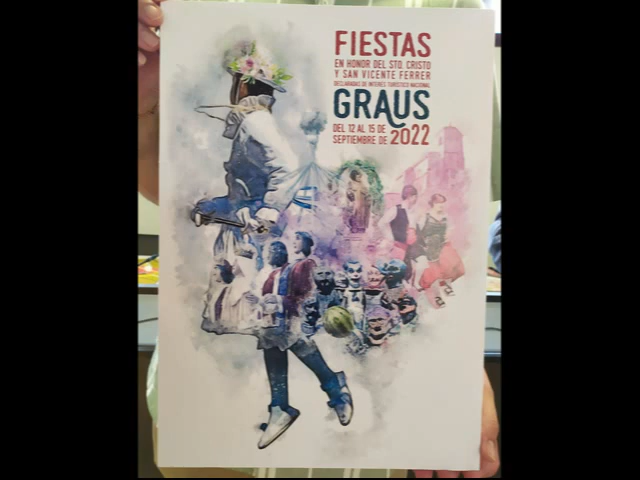 FIESTAS
EN HONOR DEL STO. CRISTO
Y SAN VICENTE FERRER
DECLARADAS DE INTERÉS TURÍSTICO NACIONAL
GRAUS
DEL 12 AL 15 DE
SEPTIEMBRE DE 2022